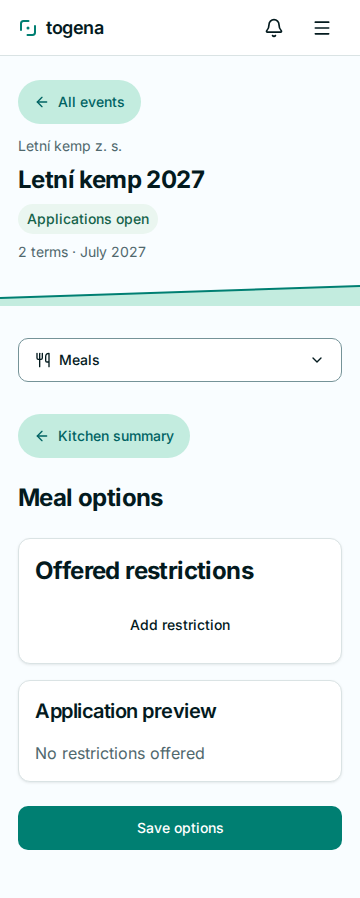 togena
All events
Letní kemp z. s.
Letní kemp 2027
Applications open
2 terms · July 2027
Meals
Kitchen summary
Meal options
Offered restrictions
Add restriction
Application preview
No restrictions offered
Save options